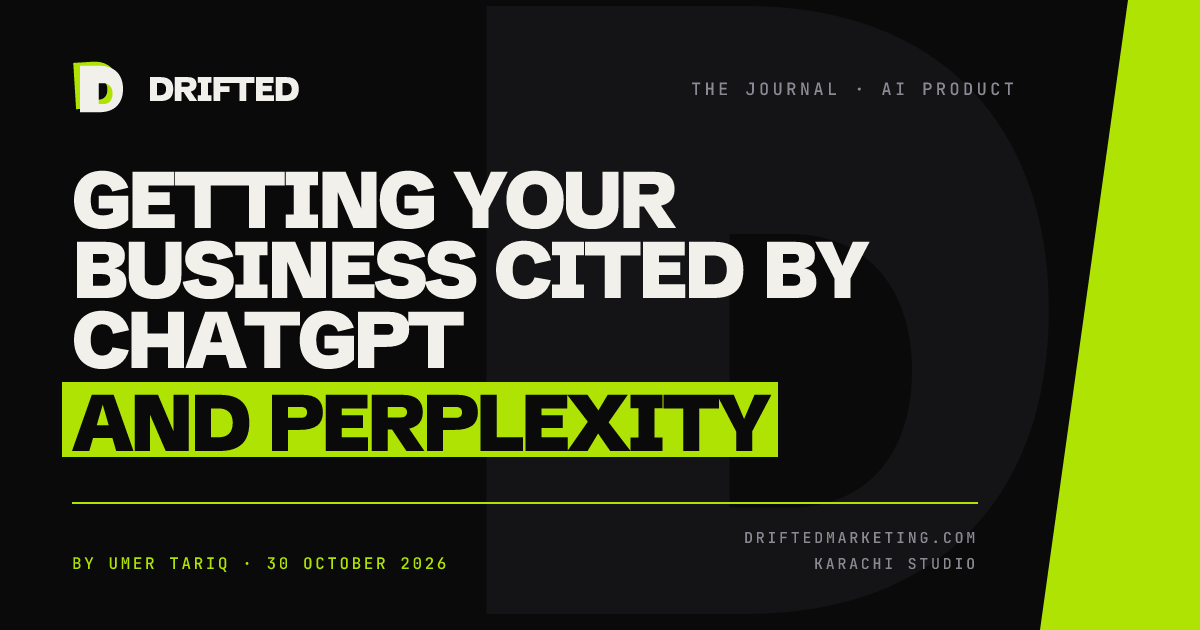 DRIFTED
THE JOURNAL · AI PRODUCT
GETTING YOUR
BUSINESS CITED BY
CHATGPT
AND PERPLEXITY
DRIFTEDMARKETING.COM
BY UMER TARIQ · 30 OCTOBER 2026
KARACHI STUDIO